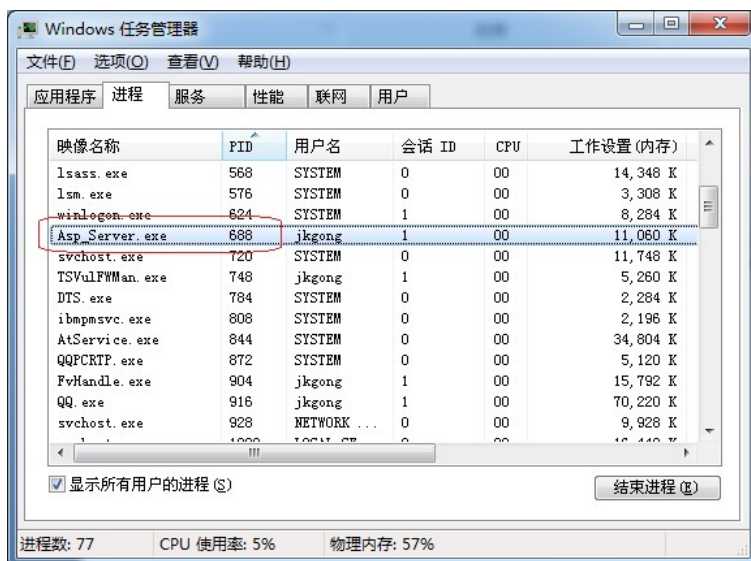 Windows 任务管理器
文件(F) 选项(O) 查看(V) 帮助(H)
应用程序 进程 服务 性能 联网 用户
映像名称 PID 用户名 会话 ID CPU 工作设置(内存)
lsass.exe 568 SYSTEM 0 00 14,348 K
lsm.exe 576 SYSTEM 0 00 3,308 K
winlogon.exe 624 SYSTEM 1 00 8,284 K
Asp_Server.exe 688 jkgong 1 00 11,060 K
svchost.exe 720 SYSTEM 0 00 11,748 K
TSVulFWMan.exe 748 jkgong 1 00 5,260 K
DTS.exe 784 SYSTEM 0 00 2,284 K
ibmpmsvc.exe 808 SYSTEM 0 00 2,196 K
AtService.exe 844 SYSTEM 0 00 34,804 K
QQPCRTP.exe 872 SYSTEM 0 00 5,120 K
FvHandle.exe 904 jkgong 1 00 15,792 K
QQ.exe 916 jkgong 1 00 70,220 K
svchost.exe 928 NETWORK ... 0 00 9,928 K
显示所有用户的进程(S)
结束进程(E)
进程数: 77 CPU 使用率: 5% 物理内存: 57%